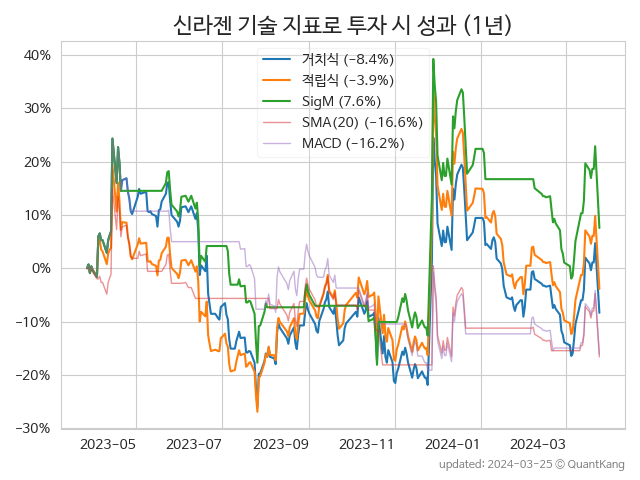 신라젠 기술 지표로 투자 시 성과 (1년)
거치식 (−8.4%)
적립식 (−3.9%)
SigM (7.6%)
SMA(20) (−16.6%)
MACD (−16.2%)
40%
30%
20%
10%
0%
−10%
−20%
−30%
2023-05
2023-07
2023-09
2023-11
2024-01
2024-03
updated: 2024-03-25 ⓒ QuantKang